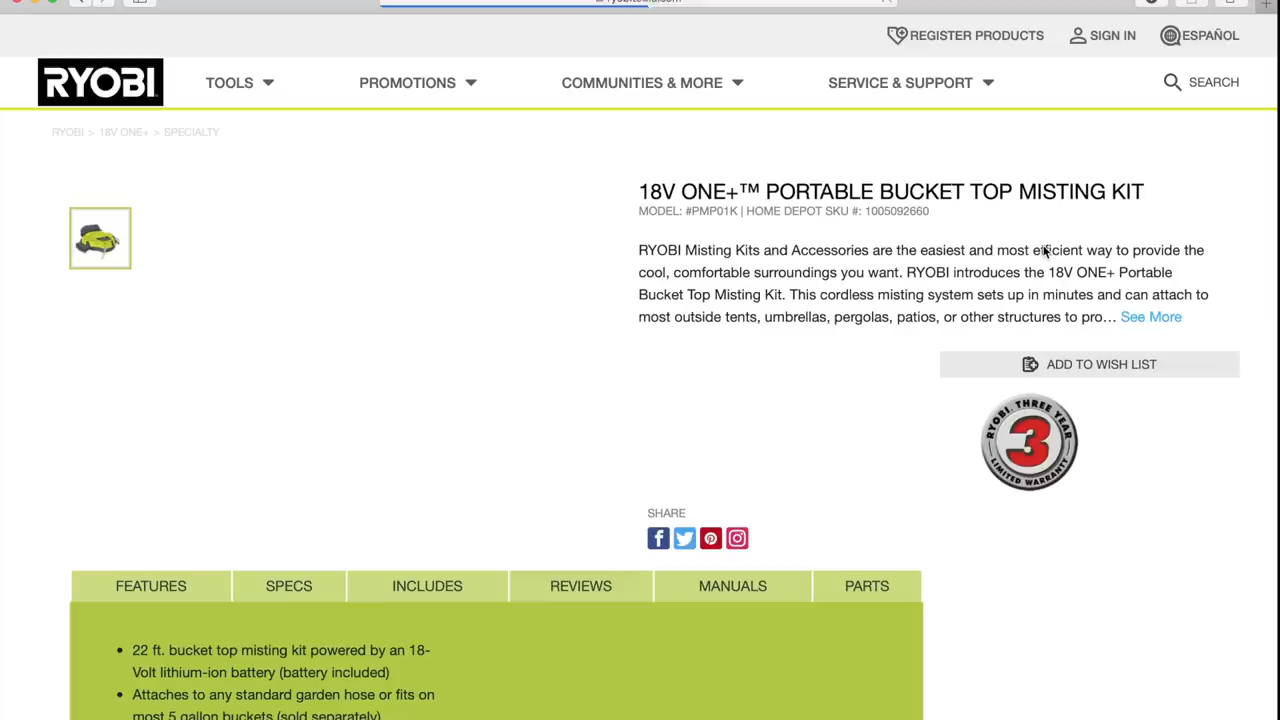 REGISTER PRODUCTS SIGN IN ESPAÑOL
RYOBI TOOLS PROMOTIONS COMMUNITIES & MORE SERVICE & SUPPORT SEARCH
RYOBI > 18V ONE+ > SPECIALTY
18V ONE+™ PORTABLE BUCKET TOP MISTING KIT
MODEL: #PMP01K | HOME DEPOT SKU #: 1005092660
RYOBI Misting Kits and Accessories are the easiest and most efficient way to provide the
cool, comfortable surroundings you want. RYOBI introduces the 18V ONE+ Portable
Bucket Top Misting Kit. This cordless misting system sets up in minutes and can attach to
most outside tents, umbrellas, pergolas, patios, or other structures to pro… See More
ADD TO WISH LIST
RYOBI THREE YEAR
3
LIMITED WARRANTY
SHARE
FEATURES SPECS INCLUDES REVIEWS MANUALS PARTS
• 22 ft. bucket top misting kit powered by an 18-
Volt lithium-ion battery (battery included)
• Attaches to any standard garden hose or fits on
most 5 gallon buckets (sold separately)